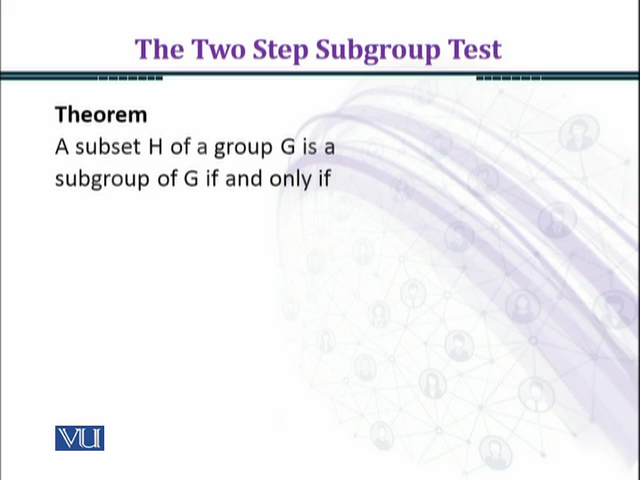 The Two Step Subgroup Test
Theorem
A subset H of a group G is a
subgroup of G if and only if
VU